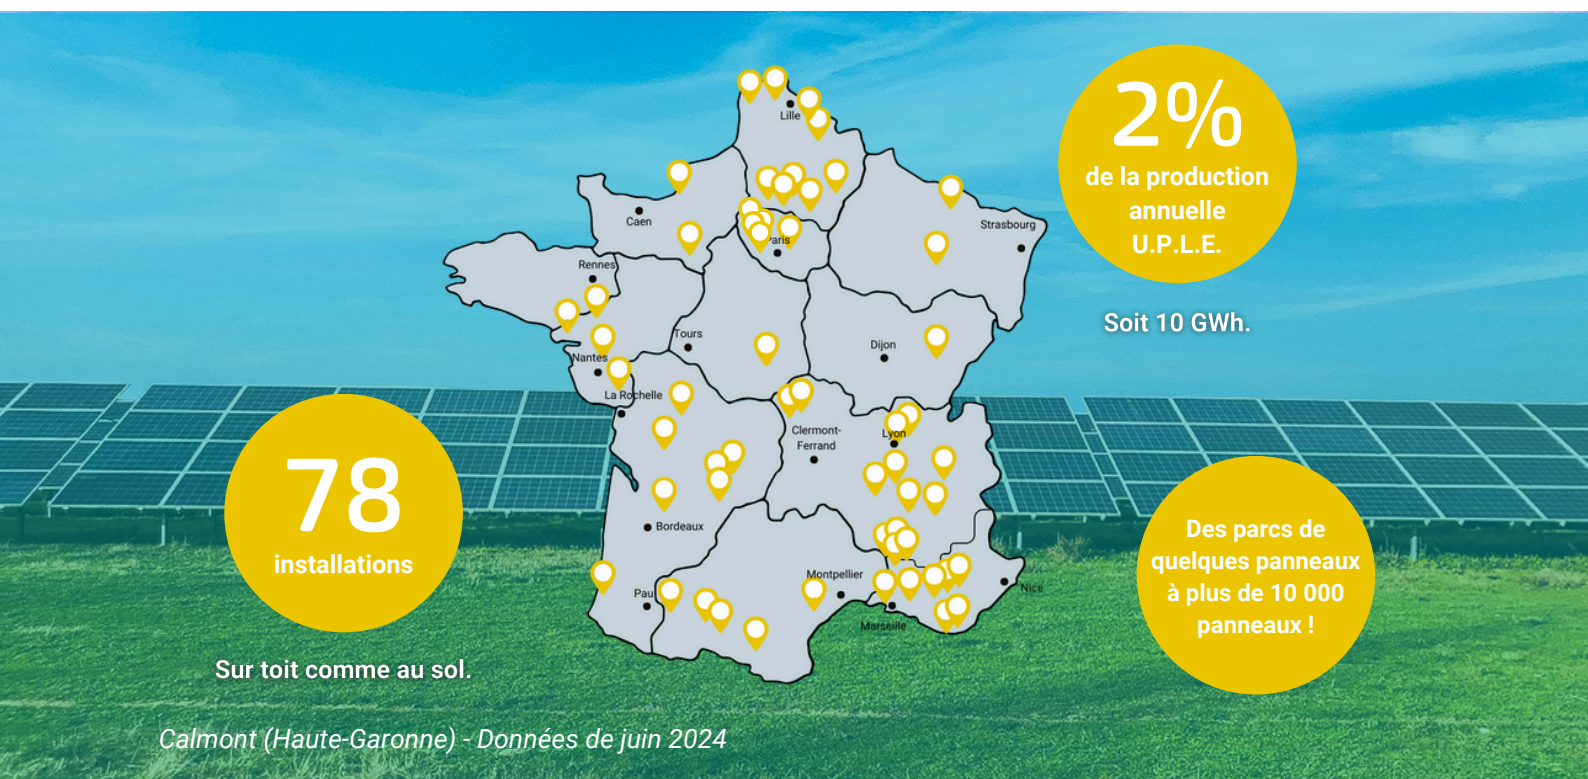 2%
de la production
annuelle
U.P.L.E.
Soit 10 GWh.
78
installations
Sur toit comme au sol.
Des parcs de
quelques panneaux
à plus de 10 000
panneaux !
Lille
Caen
Strasbourg
Rennes
Tours
Dijon
Nantes
La Rochelle
Clermont-
Ferrand
Lyon
Bordeaux
Montpellier
Pau
Nice
Marseille
Calmont (Haute-Garonne) - Données de juin 2024